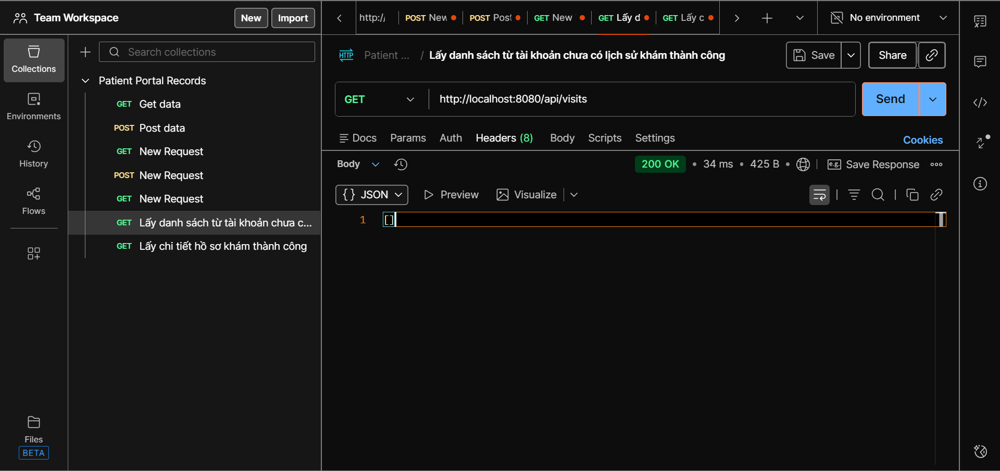 Team Workspace
New
Import
http://
POST New
POST Post
GET New
GET Lấy d
GET Lấy c
No environment
Collections
Environments
History
Flows
Files
BETA
Search collections
Patient Portal Records
GET Get data
POST Post data
GET New Request
POST New Request
GET New Request
GET Lấy danh sách từ tài khoản chưa c...
GET Lấy chi tiết hồ sơ khám thành công
HTTP Patient ... / Lấy danh sách từ tài khoản chưa có lịch sử khám thành công
Save
Share
GET http://localhost:8080/api/visits
Send
Docs Params Auth Headers (8) Body Scripts Settings
Cookies
Body
200 OK • 34 ms • 425 B •
e.g. Save Response
{ } JSON
Preview
Visualize
1 []